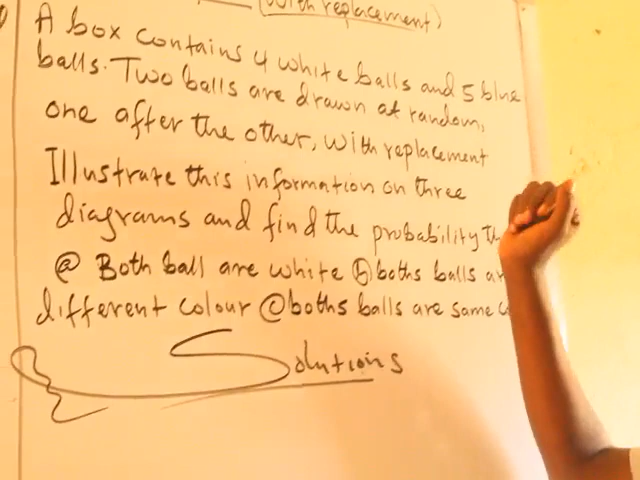 (With replacement)
A box contains 4 white balls and 5 blue
balls. Two balls are drawn at random,
one after the other, with replacement
Illustrate this information on three
diagrams and find the probability th
@ Both ball are white (b) boths balls ar
different colour @ boths balls are same c
Solutions